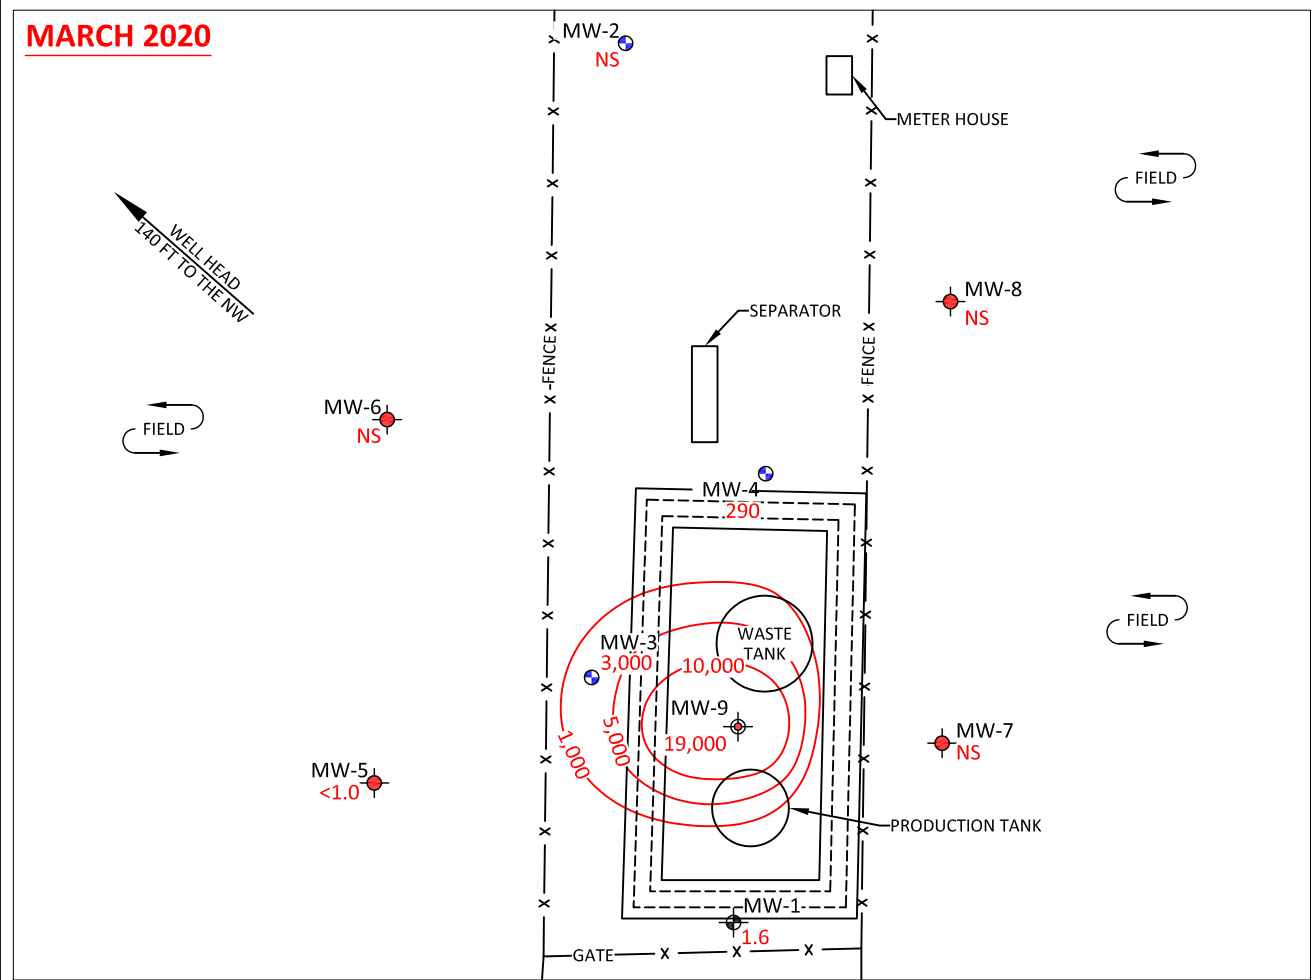 MARCH 2020
MW-2
NS
METER HOUSE
FIELD
WELL HEAD
140 FT TO THE NW
MW-8
NS
SEPARATOR
FENCE
FENCE
MW-6
NS
FIELD
MW-4
290
FIELD
WASTE
TANK
MW-3
3,000
10,000
MW-9
19,000
5,000
1,000
MW-7
NS
MW-5
<1.0
PRODUCTION TANK
MW-1
1.6
GATE
X X X